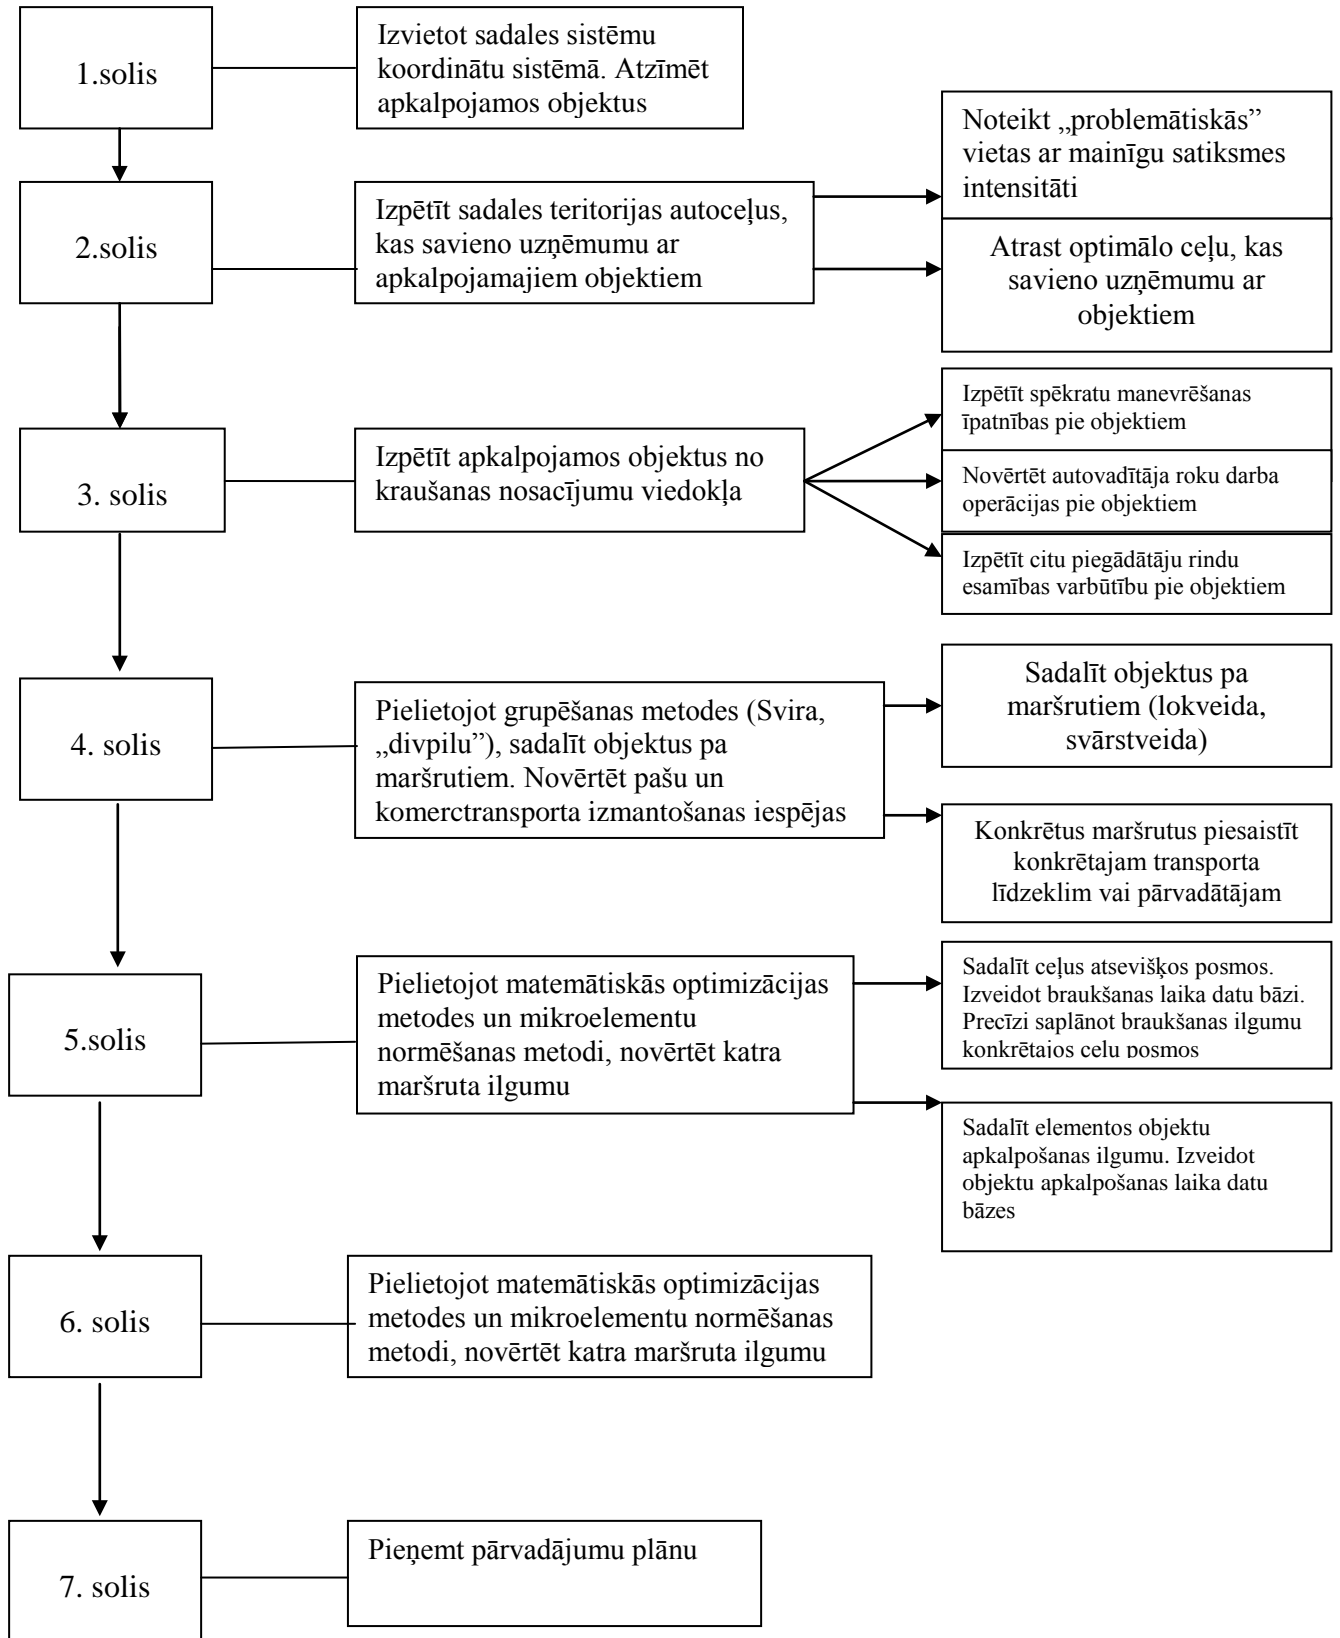 1.solis
Izvietot sadales sistēmu
koordinātu sistēmā. Atzīmēt
apkalpojamos objektus
2.solis
Izpētīt sadales teritorijas autoceļus,
kas savieno uzņēmumu ar
apkalpojamajiem objektiem
Noteikt „problemātiskās”
vietas ar mainīgu satiksmes
intensitāti
Atrast optimālo ceļu, kas
savieno uzņēmumu ar
objektiem
3. solis
Izpētīt apkalpojamos objektus no
kraušanas nosacījumu viedokļa
Izpētīt spēkratu manevrēšanas
īpatnības pie objektiem
Novērtēt autovadītāja roku darba
operācijas pie objektiem
Izpētīt citu piegādātāju rindu
esamības varbūtību pie objektiem
4. solis
Pielietojot grupēšanas metodes (Svira,
„divpilu”), sadalīt objektus pa
maršrutiem. Novērtēt pašu un
komerctransporta izmantošanas iespējas
Sadalīt objektus pa
maršrutiem (lokveida,
svārstveida)
Konkrētus maršrutus piesaistīt
konkrētajam transporta
līdzeklim vai pārvadātājam
5.solis
Pielietojot matemātiskās optimizācijas
metodes un mikroelementu
normēšanas metodi, novērtēt katra
maršruta ilgumu
Sadalīt ceļus atsevišķos posmos.
Izveidot braukšanas laika datu bāzi.
Precīzi saplānot braukšanas ilgumu
konkrētajos ceļu posmos
Sadalīt elementos objektu
apkalpošanas ilgumu. Izveidot
objektu apkalpošanas laika datu
bāzes
6. solis
Pielietojot matemātiskās optimizācijas
metodes un mikroelementu normēšanas
metodi, novērtēt katra maršruta ilgumu
7. solis
Pieņemt pārvadājumu plānu